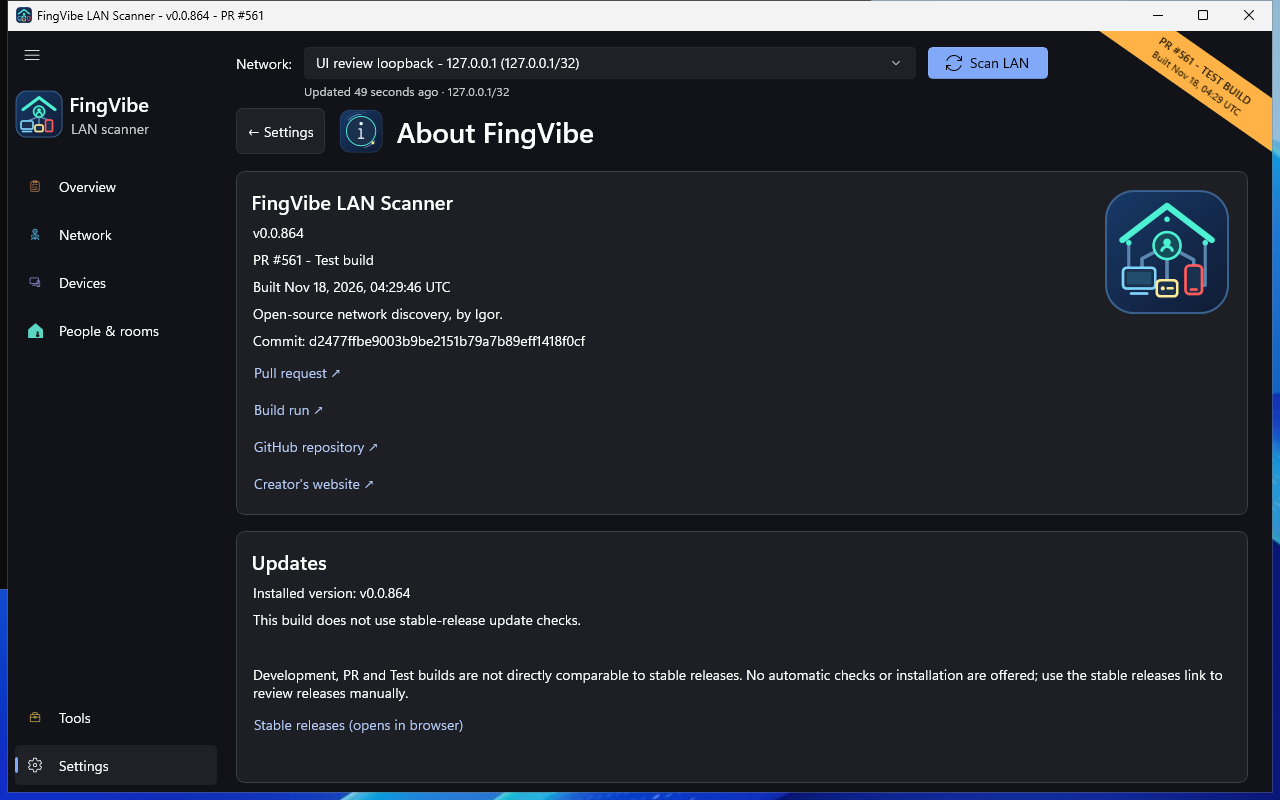 FingVibe LAN Scanner - v0.0.864 - PR #561
Network:
UI review loopback - 127.0.0.1 (127.0.0.1/32)
Scan LAN
Updated 49 seconds ago · 127.0.0.1/32
PR #561 - TEST BUILD
Built Nov 18, 04:29 UTC
FingVibe
LAN scanner
← Settings
About FingVibe
Overview
Network
Devices
People & rooms
Tools
Settings
FingVibe LAN Scanner
v0.0.864
PR #561 - Test build
Built Nov 18, 2026, 04:29:46 UTC
Open-source network discovery, by Igor.
Commit: d2477ffbe9003b9be2151b79a7b89eff1418f0cf
Pull request ↗
Build run ↗
GitHub repository ↗
Creator's website ↗
Updates
Installed version: v0.0.864
This build does not use stable-release update checks.
Development, PR and Test builds are not directly comparable to stable releases. No automatic checks or installation are offered; use the stable releases link to
review releases manually.
Stable releases (opens in browser)